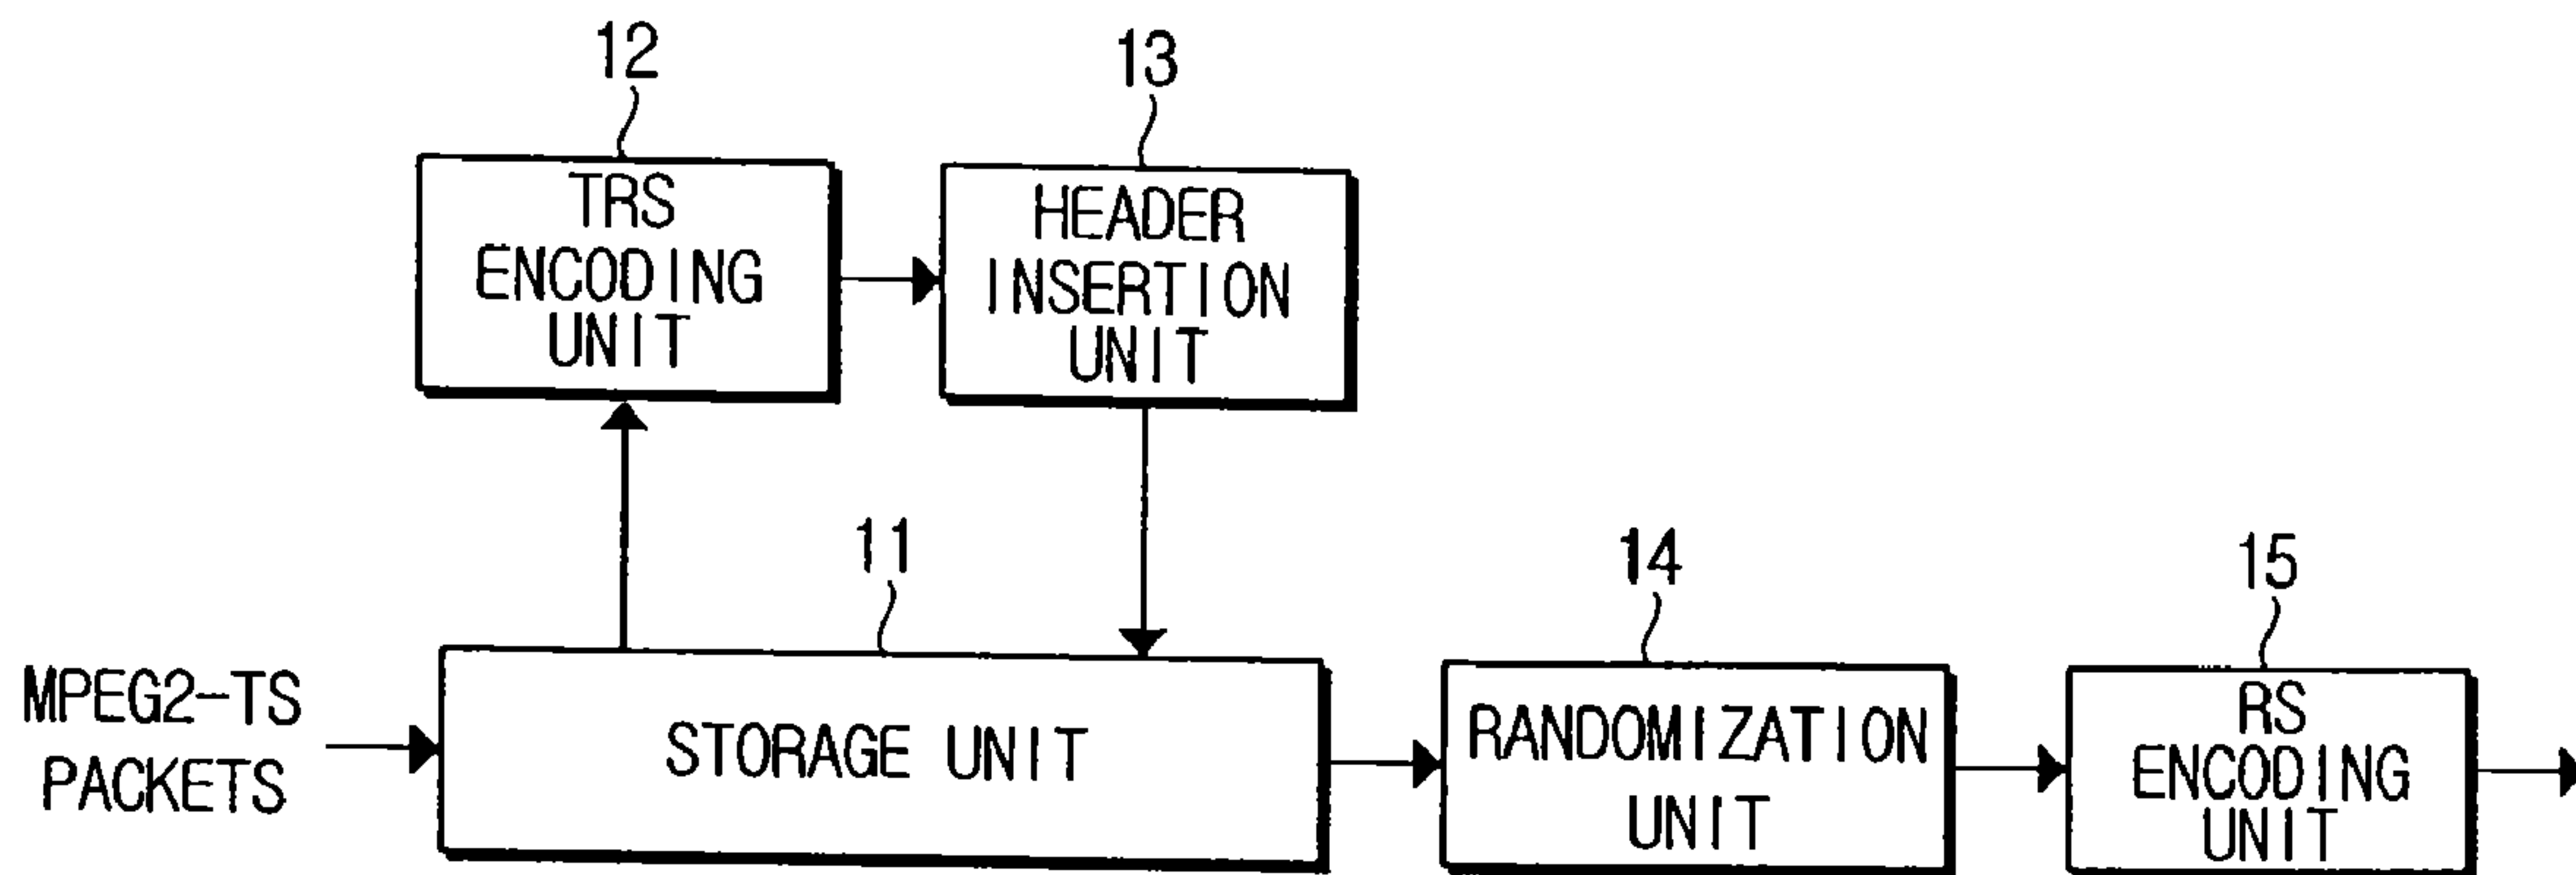 12
13
TRS
ENCODING
UNIT
HEADER
INSERTION
UNIT
11
14
15
MPEG2-TS
PACKETS
STORAGE UNIT
RANDOMIZATION
UNIT
RS
ENCODING
UNIT